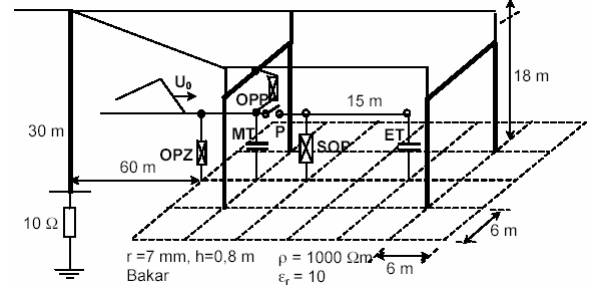 18 m
U₀
OPP
15 m
30 m
MT
P
SOP
ET
OPZ
60 m
10 Ω
6 m
r =7 mm, h=0,8 m
ρ = 1000 Ωm
6 m
Bakar
εr = 10